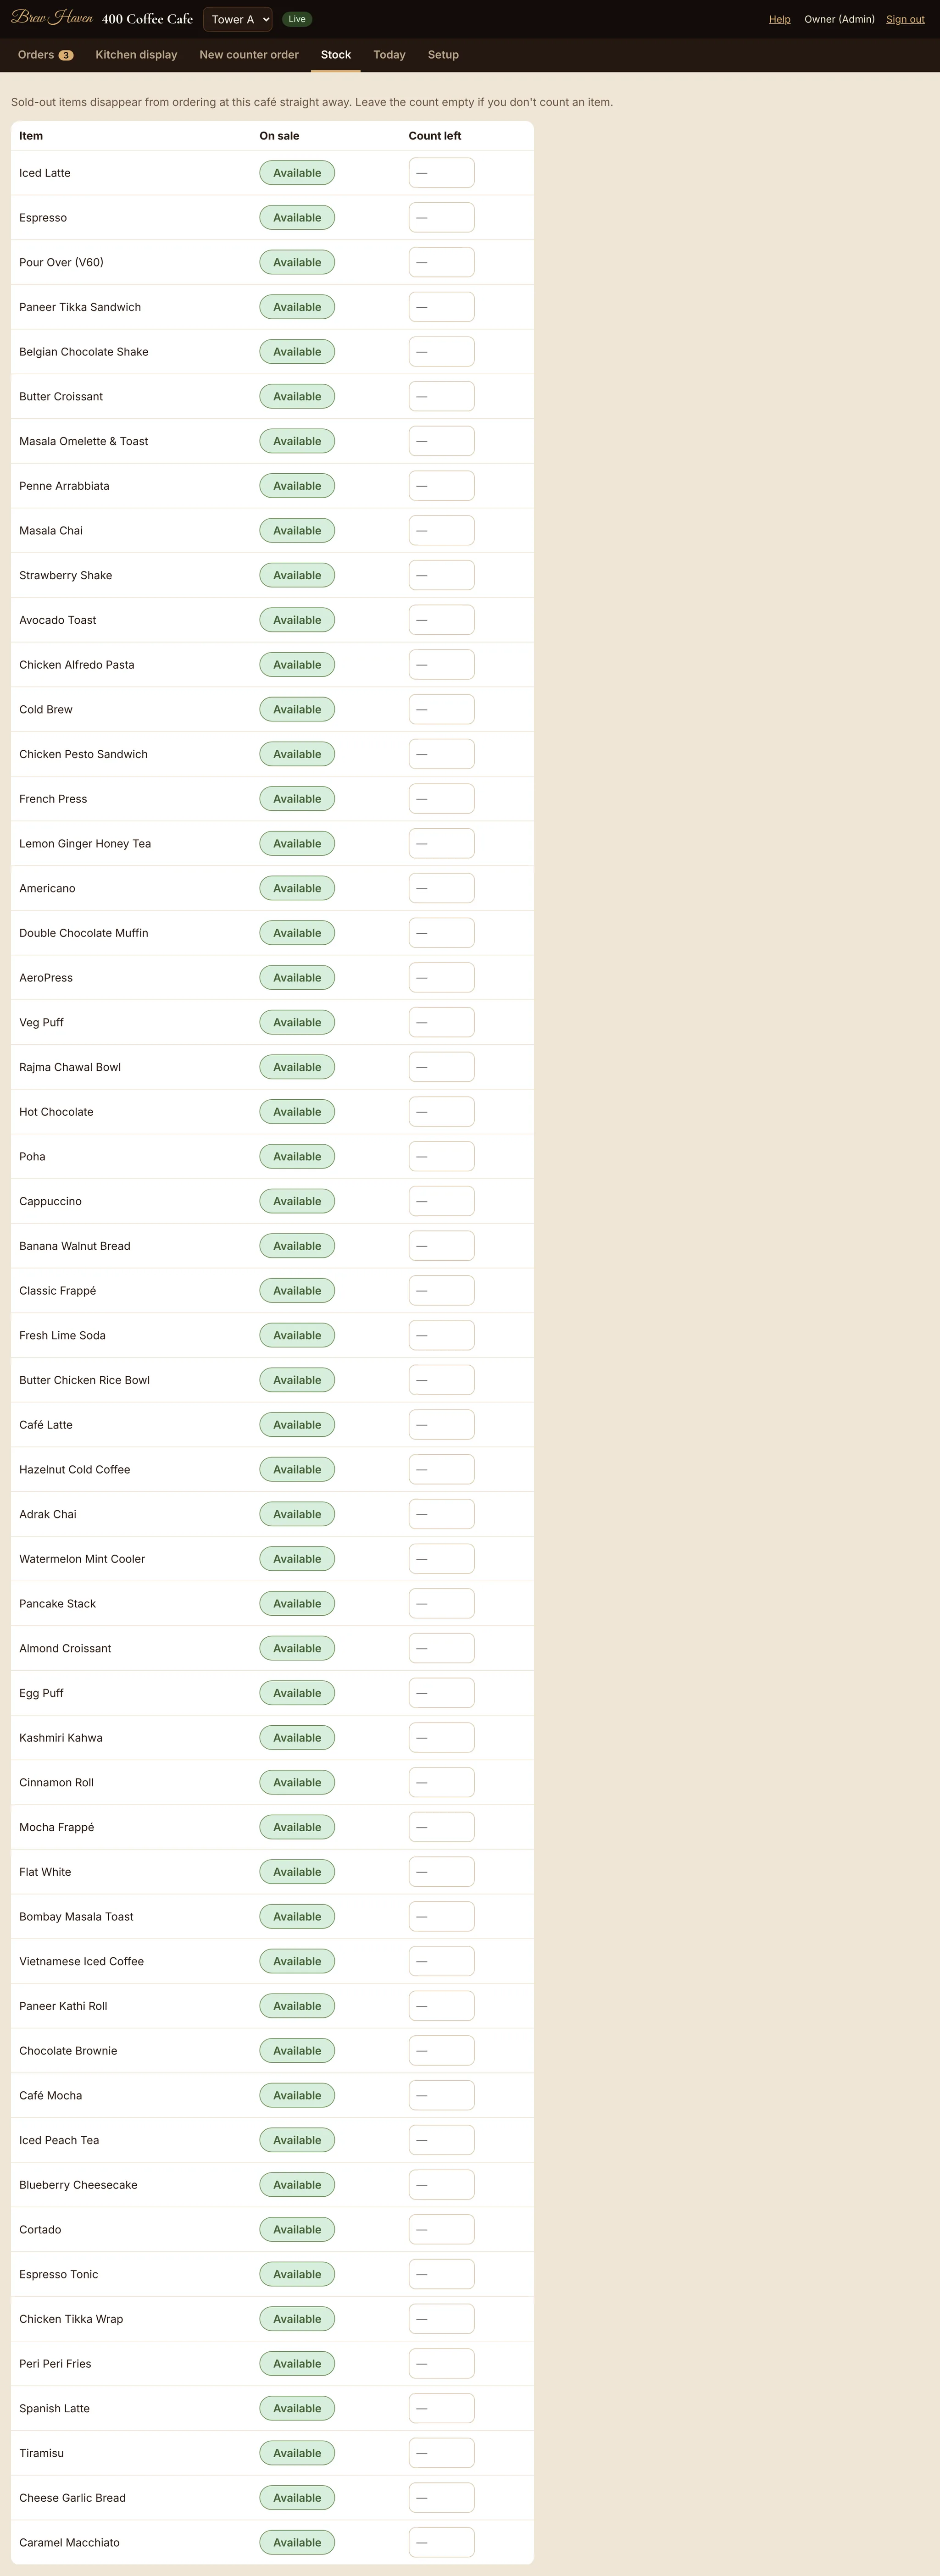 Brew Haven 400 Coffee Cafe Tower A Live Help Owner (Admin) Sign out
Orders 3 Kitchen display New counter order Stock Today Setup
Sold-out items disappear from ordering at this café straight away. Leave the count empty if you don't count an item.
Item On sale Count left
Iced Latte Available —
Espresso Available —
Pour Over (V60) Available —
Paneer Tikka Sandwich Available —
Belgian Chocolate Shake Available —
Butter Croissant Available —
Masala Omelette & Toast Available —
Penne Arrabbiata Available —
Masala Chai Available —
Strawberry Shake Available —
Avocado Toast Available —
Chicken Alfredo Pasta Available —
Cold Brew Available —
Chicken Pesto Sandwich Available —
French Press Available —
Lemon Ginger Honey Tea Available —
Americano Available —
Double Chocolate Muffin Available —
AeroPress Available —
Veg Puff Available —
Rajma Chawal Bowl Available —
Hot Chocolate Available —
Poha Available —
Cappuccino Available —
Banana Walnut Bread Available —
Classic Frappé Available —
Fresh Lime Soda Available —
Butter Chicken Rice Bowl Available —
Café Latte Available —
Hazelnut Cold Coffee Available —
Adrak Chai Available —
Watermelon Mint Cooler Available —
Pancake Stack Available —
Almond Croissant Available —
Egg Puff Available —
Kashmiri Kahwa Available —
Cinnamon Roll Available —
Mocha Frappé Available —
Flat White Available —
Bombay Masala Toast Available —
Vietnamese Iced Coffee Available —
Paneer Kathi Roll Available —
Chocolate Brownie Available —
Café Mocha Available —
Iced Peach Tea Available —
Blueberry Cheesecake Available —
Cortado Available —
Espresso Tonic Available —
Chicken Tikka Wrap Available —
Peri Peri Fries Available —
Spanish Latte Available —
Tiramisu Available —
Cheese Garlic Bread Available —
Caramel Macchiato Available —